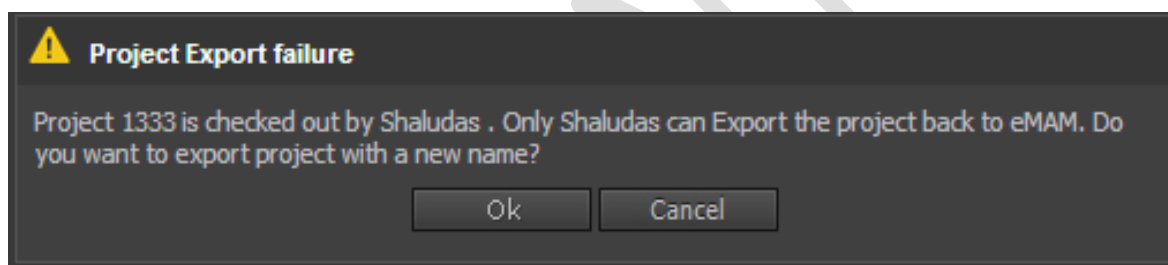 Project Export failure
Project 1333 is checked out by Shaludas . Only Shaludas can Export the project back to eMAM. Do
you want to export project with a new name?
Ok Cancel